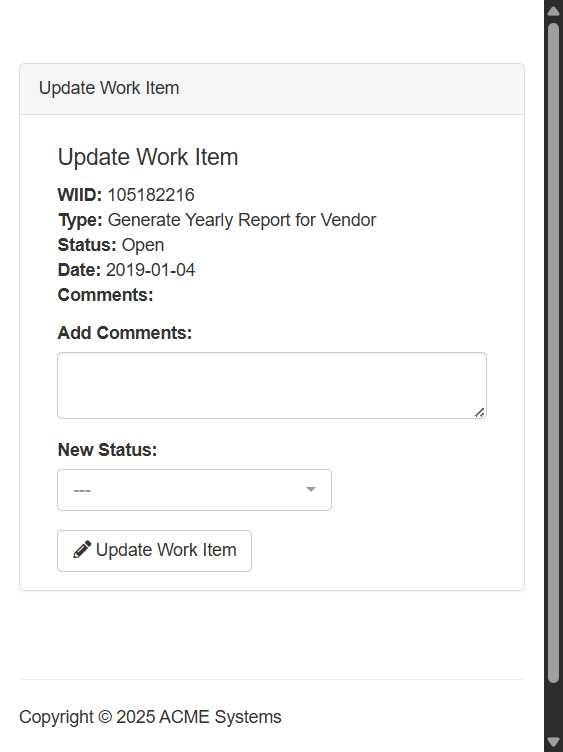 Update Work Item
Update Work Item
WIID: 105182216
Type: Generate Yearly Report for Vendor
Status: Open
Date: 2019-01-04
Comments:
Add Comments:
New Status:
---
Update Work Item
Copyright © 2025 ACME Systems